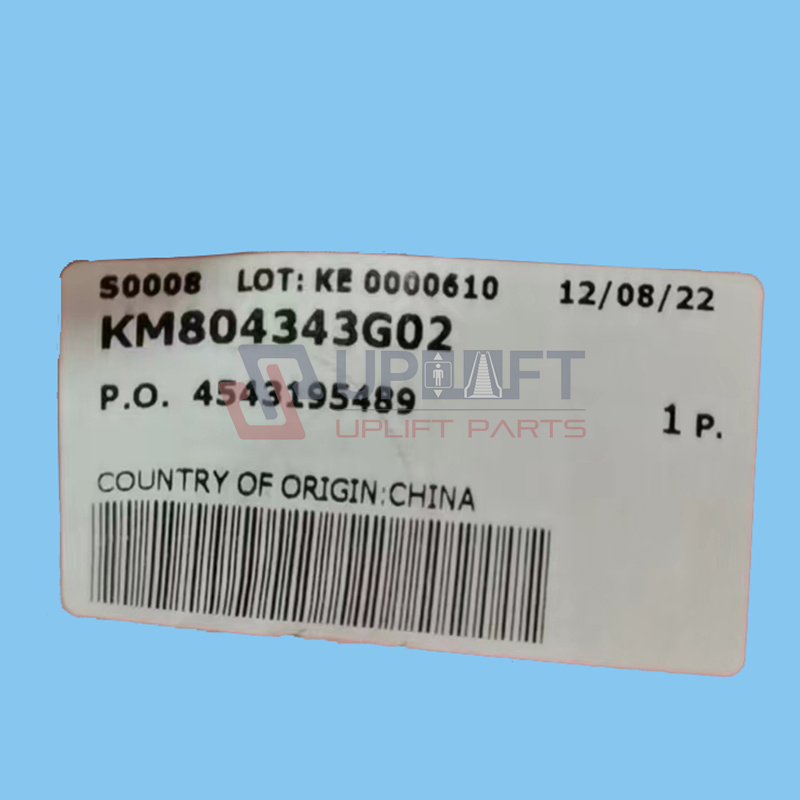 S0008 LOT: KE 0000610 12/08/22
KM804343G02
UPLIFT
P.O. 4543195489
UPLIFT PARTS
1 P.
COUNTRY OF ORIGIN:CHINA